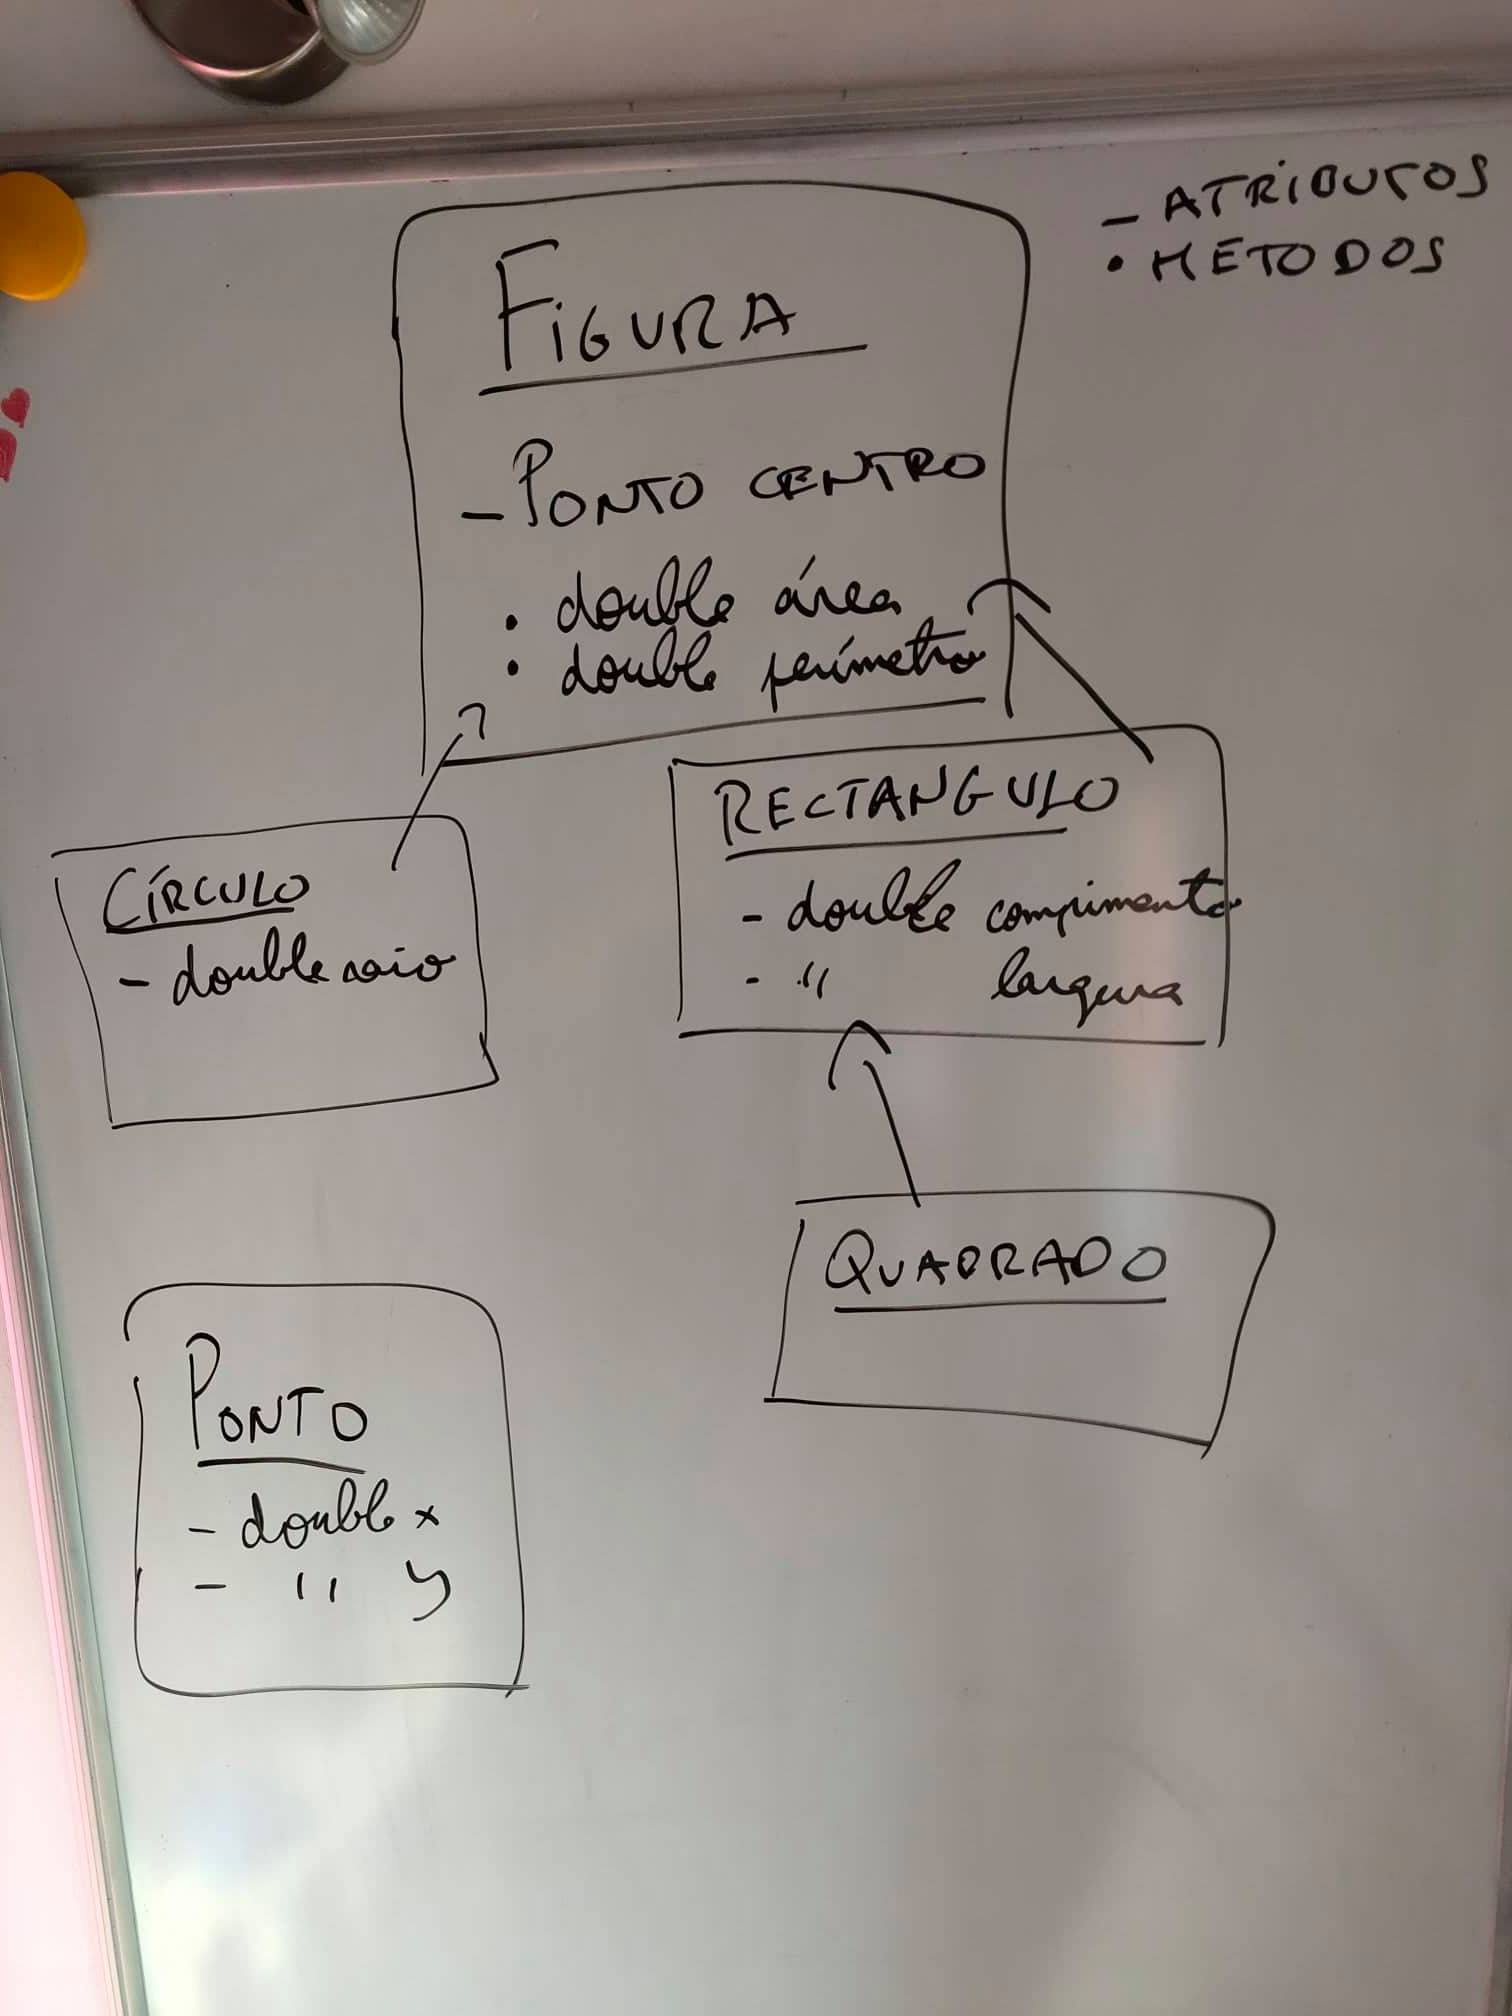 - ATRIBUTOS
• METODOS
FIGURA
- PONTO CENTRO
• double área
• double perímetro
CÍRCULO
- double raio
RECTANGULO
- double comprimento
- " largura
QUADRADO
PONTO
- double x
- " y